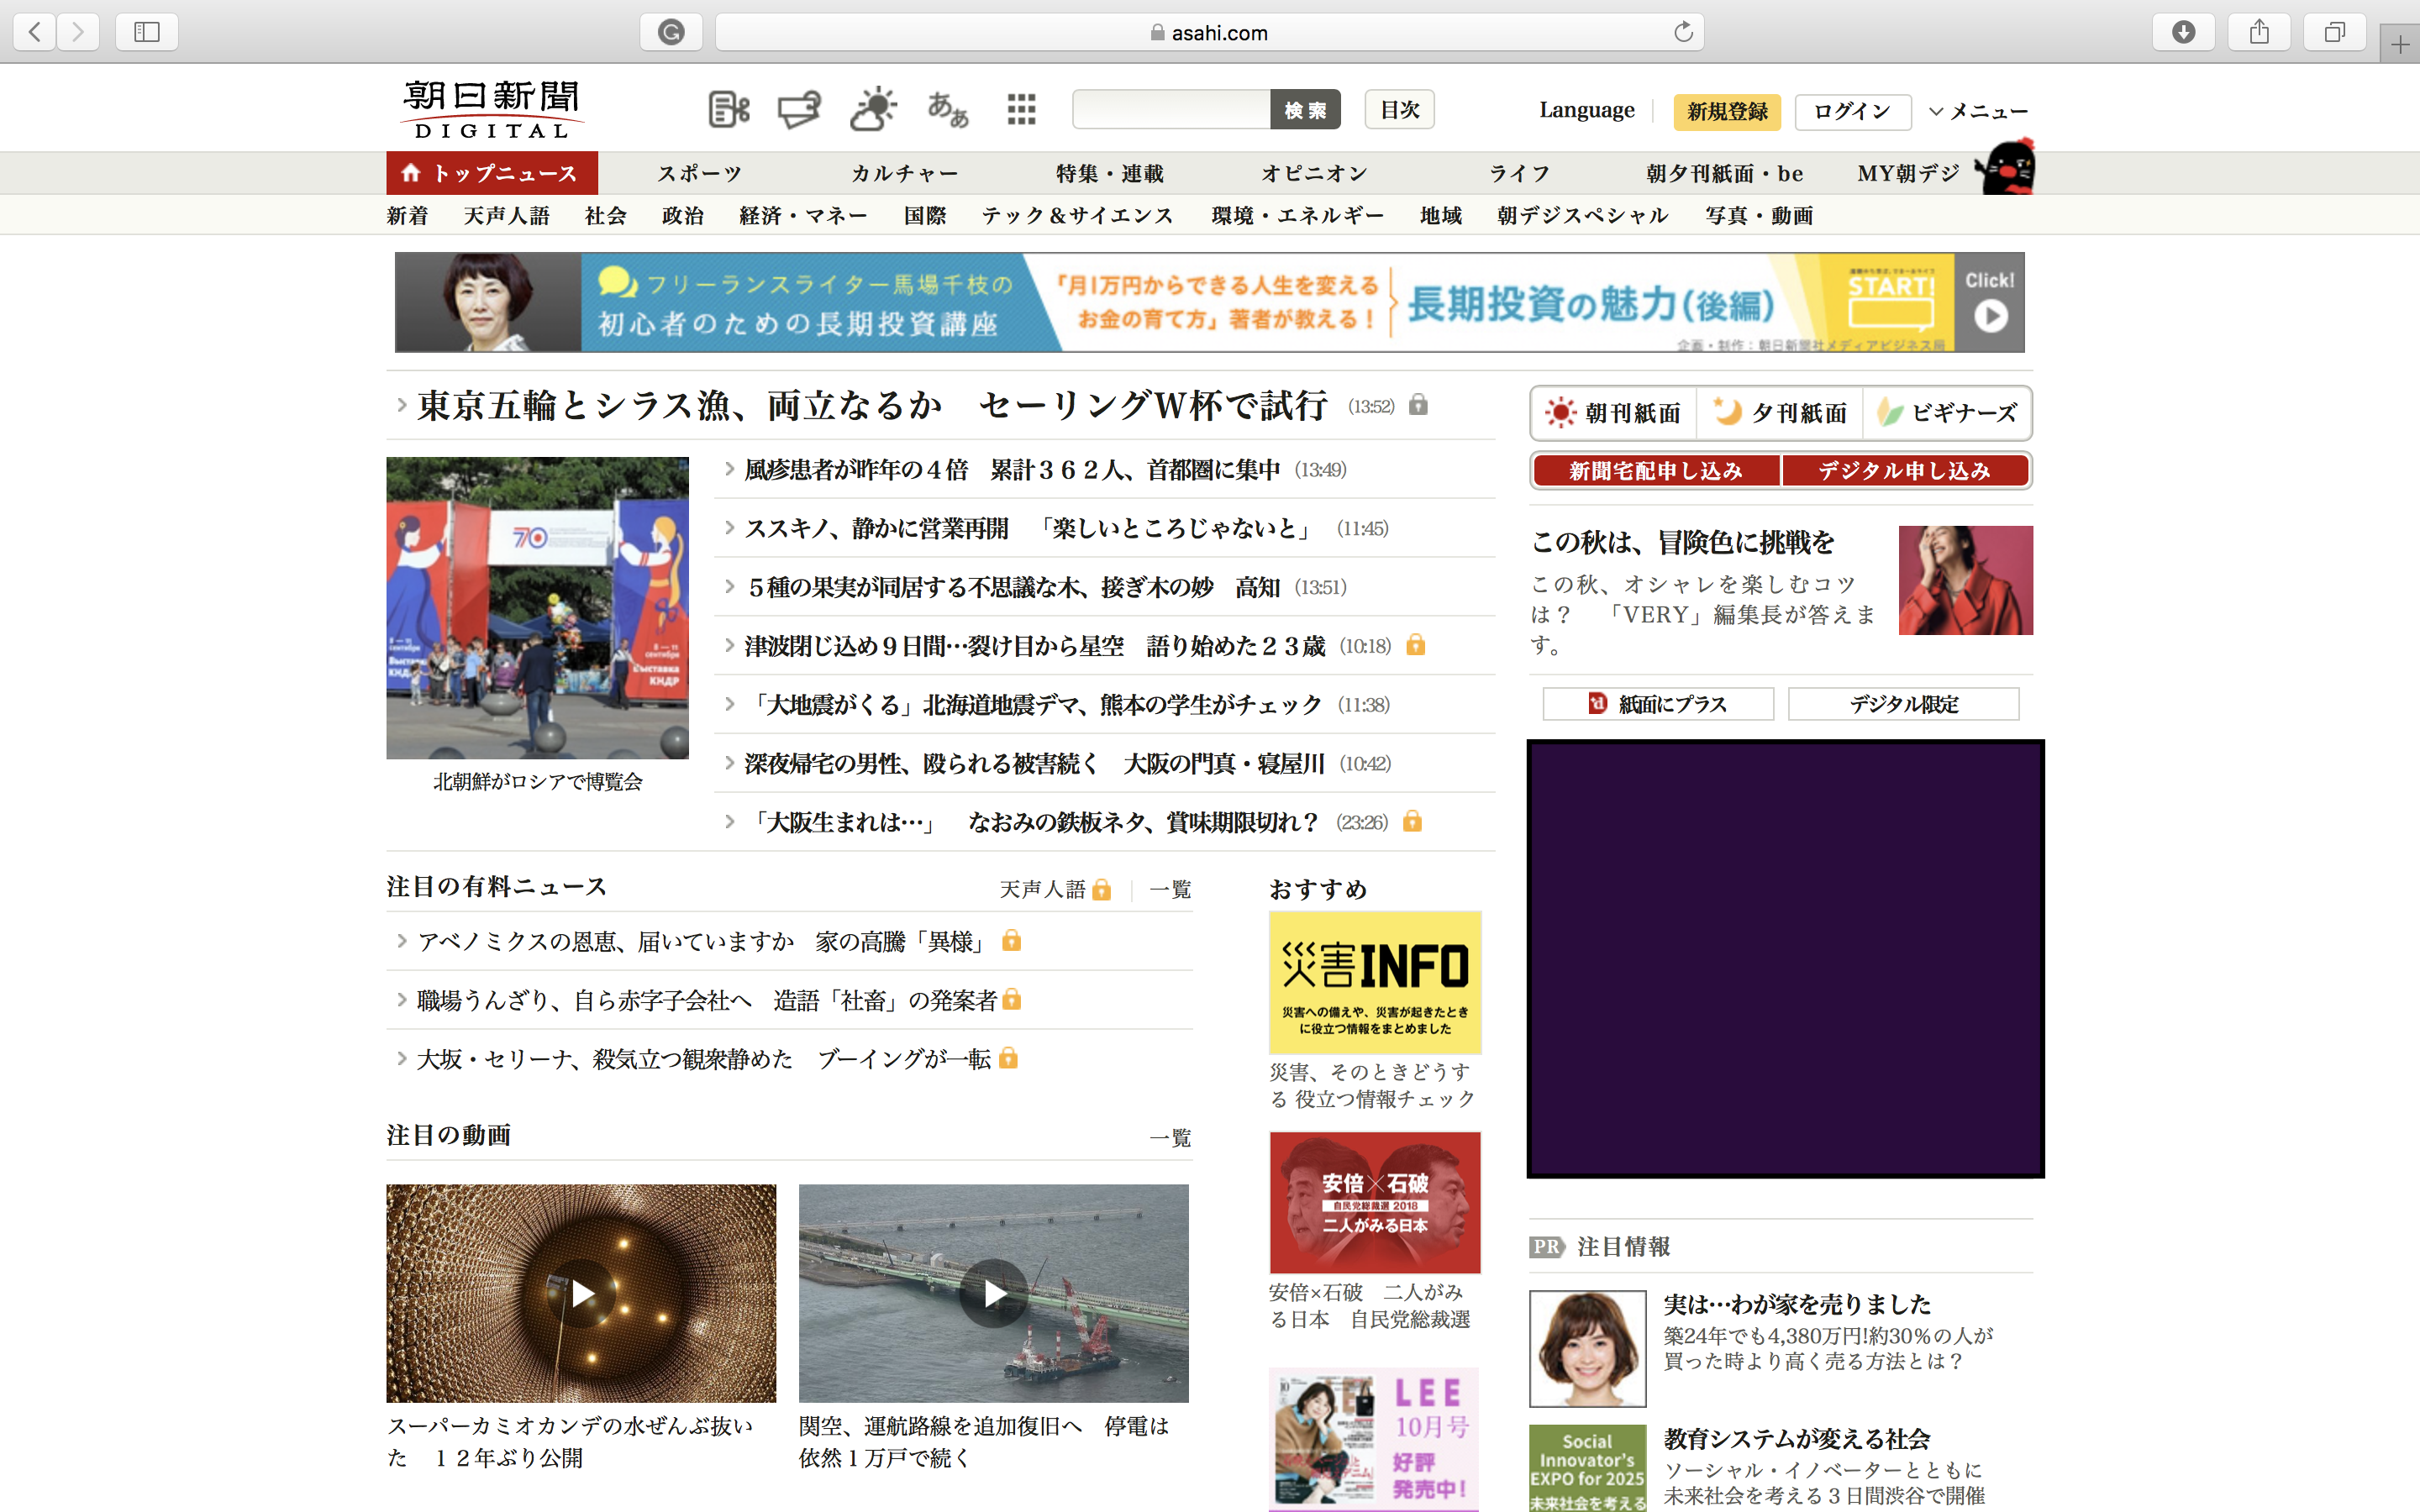 asahi.com
朝日新聞
DIGITAL
ああ
検索
目次
Language
新規登録
ログイン
メニュー
トップニュース
スポーツ
カルチャー
特集・連載
オピニオン
ライフ
朝夕刊紙面・be
MY朝デジ
新着
天声人語
社会
政治
経済・マネー
国際
テック＆サイエンス
環境・エネルギー
地域
朝デジスペシャル
写真・動画
フリーランスライター馬場千枝の
初心者のための長期投資講座
「月1万円からできる人生を変える
お金の育て方」著者が教える！
長期投資の魅力(後編)
START!
Click!
企画・制作：朝日新聞社メディアビジネス局
東京五輪とシラス漁、両立なるか　セーリングW杯で試行 (13:52)
70
8 — 11
сентября
Выставка
КНДР
8 — 11
сентября
Выставка
КНДР
北朝鮮がロシアで博覧会
風疹患者が昨年の４倍　累計３６２人、首都圏に集中 (13:49)
ススキノ、静かに営業再開　「楽しいところじゃないと」 (11:45)
５種の果実が同居する不思議な木、接ぎ木の妙　高知 (13:51)
津波閉じ込め９日間…裂け目から星空　語り始めた２３歳 (10:18)
「大地震がくる」北海道地震デマ、熊本の学生がチェック (11:38)
深夜帰宅の男性、殴られる被害続く　大阪の門真・寝屋川 (10:42)
「大阪生まれは…」　なおみの鉄板ネタ、賞味期限切れ？ (23:26)
朝刊紙面
夕刊紙面
ビギナーズ
新聞宅配申し込み
デジタル申し込み
この秋は、冒険色に挑戦を
この秋、オシャレを楽しむコツ
は？　「VERY」編集長が答えま
す。
紙面にプラス
デジタル限定
注目の有料ニュース
天声人語
一覧
アベノミクスの恩恵、届いていますか　家の高騰「異様」
職場うんざり、自ら赤字子会社へ　造語「社畜」の発案者
大坂・セリーナ、殺気立つ観衆静めた　ブーイングが一転
注目の動画
一覧
スーパーカミオカンデの水ぜんぶ抜い
た　１２年ぶり公開
関空、運航路線を追加復旧へ　停電は
依然１万戸で続く
おすすめ
災害INFO
災害への備えや、災害が起きたとき
に役立つ情報をまとめました
災害、そのときどうす
る 役立つ情報チェック
安倍×石破
自民党総裁選 2018
二人がみる日本
安倍×石破　二人がみ
る日本　自民党総裁選
LEE
10月号
好評
発売中！
PR 注目情報
実は…わが家を売りました
築24年でも4,380万円!約30％の人が
買った時より高く売る方法とは？
Social
Innovator's
EXPO for 2025
未来社会を考える
教育システムが変える社会
ソーシャル・イノベーターとともに
未来社会を考える３日間渋谷で開催